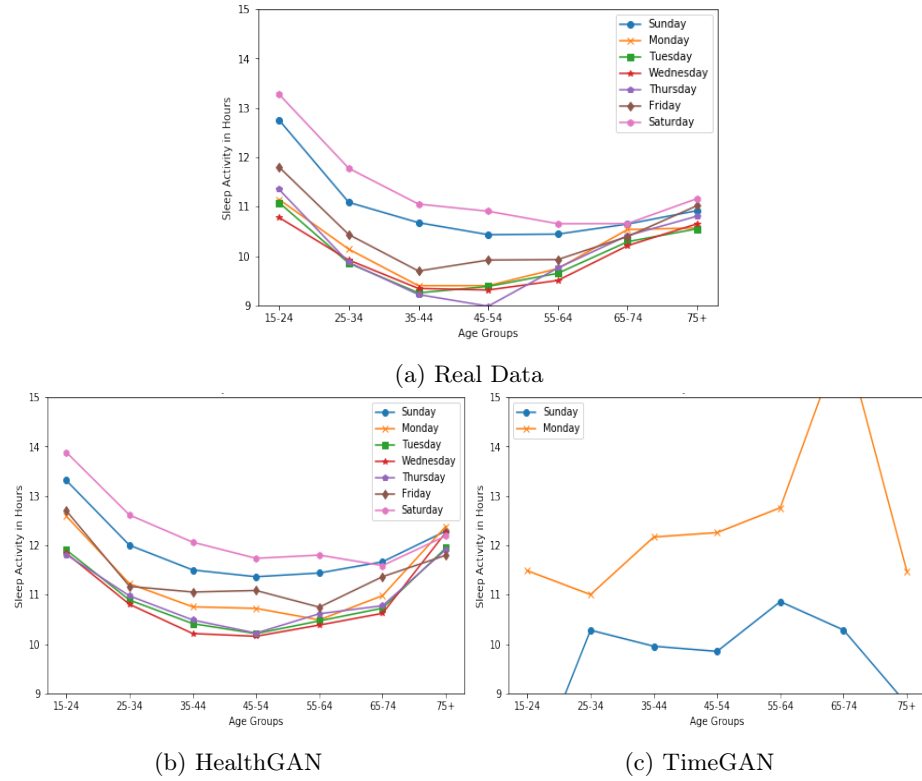 15
14
13
12
11
10
9
Sleep Activity in Hours
Sunday
Monday
Tuesday
Wednesday
Thursday
Friday
Saturday
15-24 25-34 35-44 45-54 55-64 65-74 75+
Age Groups
(a) Real Data
15
14
13
12
11
10
9
Sleep Activity in Hours
Sunday
Monday
Tuesday
Wednesday
Thursday
Friday
Saturday
15-24 25-34 35-44 45-54 55-64 65-74 75+
Age Groups
(b) HealthGAN
15
14
13
12
11
10
9
Sleep Activity in Hours
Sunday
Monday
15-24 25-34 35-44 45-54 55-64 65-74 75+
Age Groups
(c) TimeGAN